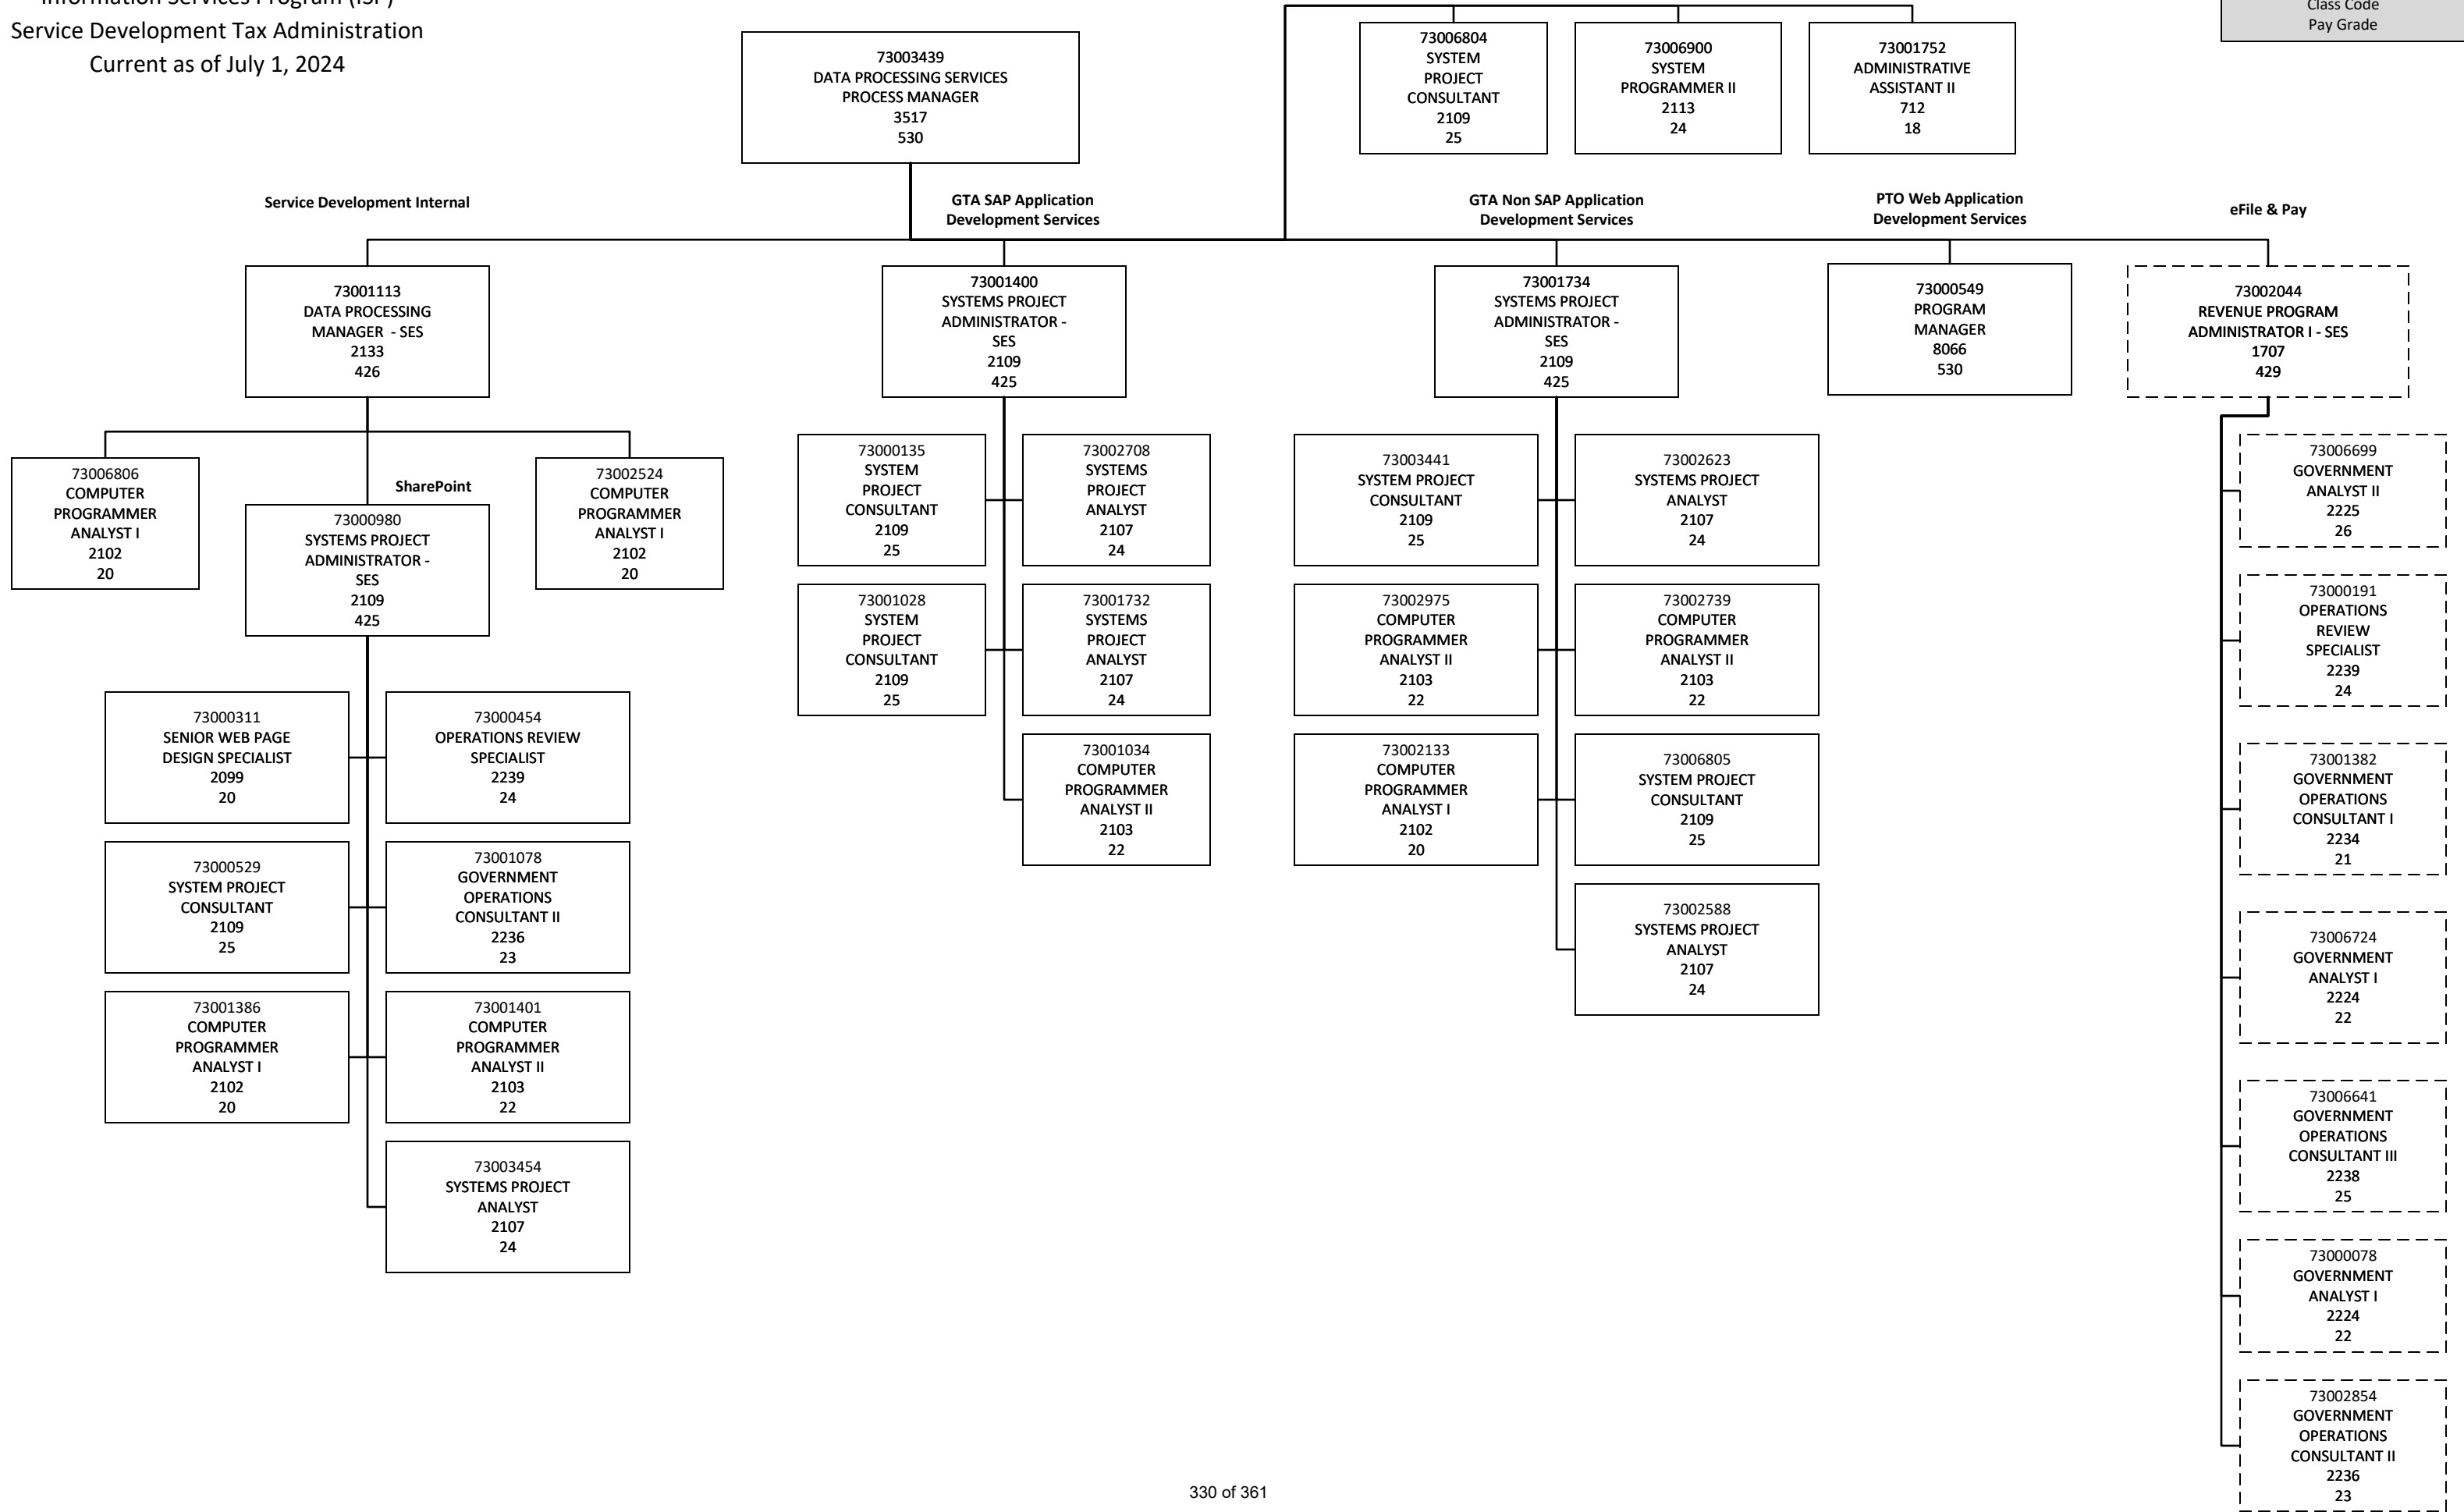 Information Services Program (ISP)
Service Development Tax Administration
Current as of July 1, 2024
Class Code
Pay Grade
73003439
DATA PROCESSING SERVICES
PROCESS MANAGER
3517
530
73006804
SYSTEM
PROJECT
CONSULTANT
2109
25
73006900
SYSTEM
PROGRAMMER II
2113
24
73001752
ADMINISTRATIVE
ASSISTANT II
712
18
Service Development Internal
GTA SAP Application
Development Services
GTA Non SAP Application
Development Services
PTO Web Application
Development Services
eFile & Pay
73001113
DATA PROCESSING
MANAGER - SES
2133
426
73001400
SYSTEMS PROJECT
ADMINISTRATOR -
SES
2109
425
73001734
SYSTEMS PROJECT
ADMINISTRATOR -
SES
2109
425
73000549
PROGRAM
MANAGER
8066
530
73002044
REVENUE PROGRAM
ADMINISTRATOR I - SES
1707
429
73006806
COMPUTER
PROGRAMMER
ANALYST I
2102
20
SharePoint
73000980
SYSTEMS PROJECT
ADMINISTRATOR -
SES
2109
425
73002524
COMPUTER
PROGRAMMER
ANALYST I
2102
20
73000311
SENIOR WEB PAGE
DESIGN SPECIALIST
2099
20
73000454
OPERATIONS REVIEW
SPECIALIST
2239
24
73000529
SYSTEM PROJECT
CONSULTANT
2109
25
73001078
GOVERNMENT
OPERATIONS
CONSULTANT II
2236
23
73001386
COMPUTER
PROGRAMMER
ANALYST I
2102
20
73001401
COMPUTER
PROGRAMMER
ANALYST II
2103
22
73003454
SYSTEMS PROJECT
ANALYST
2107
24
73000135
SYSTEM
PROJECT
CONSULTANT
2109
25
73002708
SYSTEMS
PROJECT
ANALYST
2107
24
73001028
SYSTEM
PROJECT
CONSULTANT
2109
25
73001732
SYSTEMS
PROJECT
ANALYST
2107
24
73001034
COMPUTER
PROGRAMMER
ANALYST II
2103
22
73003441
SYSTEM PROJECT
CONSULTANT
2109
25
73002623
SYSTEMS PROJECT
ANALYST
2107
24
73002975
COMPUTER
PROGRAMMER
ANALYST II
2103
22
73002739
COMPUTER
PROGRAMMER
ANALYST II
2103
22
73002133
COMPUTER
PROGRAMMER
ANALYST I
2102
20
73006805
SYSTEM PROJECT
CONSULTANT
2109
25
73002588
SYSTEMS PROJECT
ANALYST
2107
24
73006699
GOVERNMENT
ANALYST II
2225
26
73000191
OPERATIONS
REVIEW
SPECIALIST
2239
24
73001382
GOVERNMENT
OPERATIONS
CONSULTANT I
2234
21
73006724
GOVERNMENT
ANALYST I
2224
22
73006641
GOVERNMENT
OPERATIONS
CONSULTANT III
2238
25
73000078
GOVERNMENT
ANALYST I
2224
22
73002854
GOVERNMENT
OPERATIONS
CONSULTANT II
2236
23
330 of 361